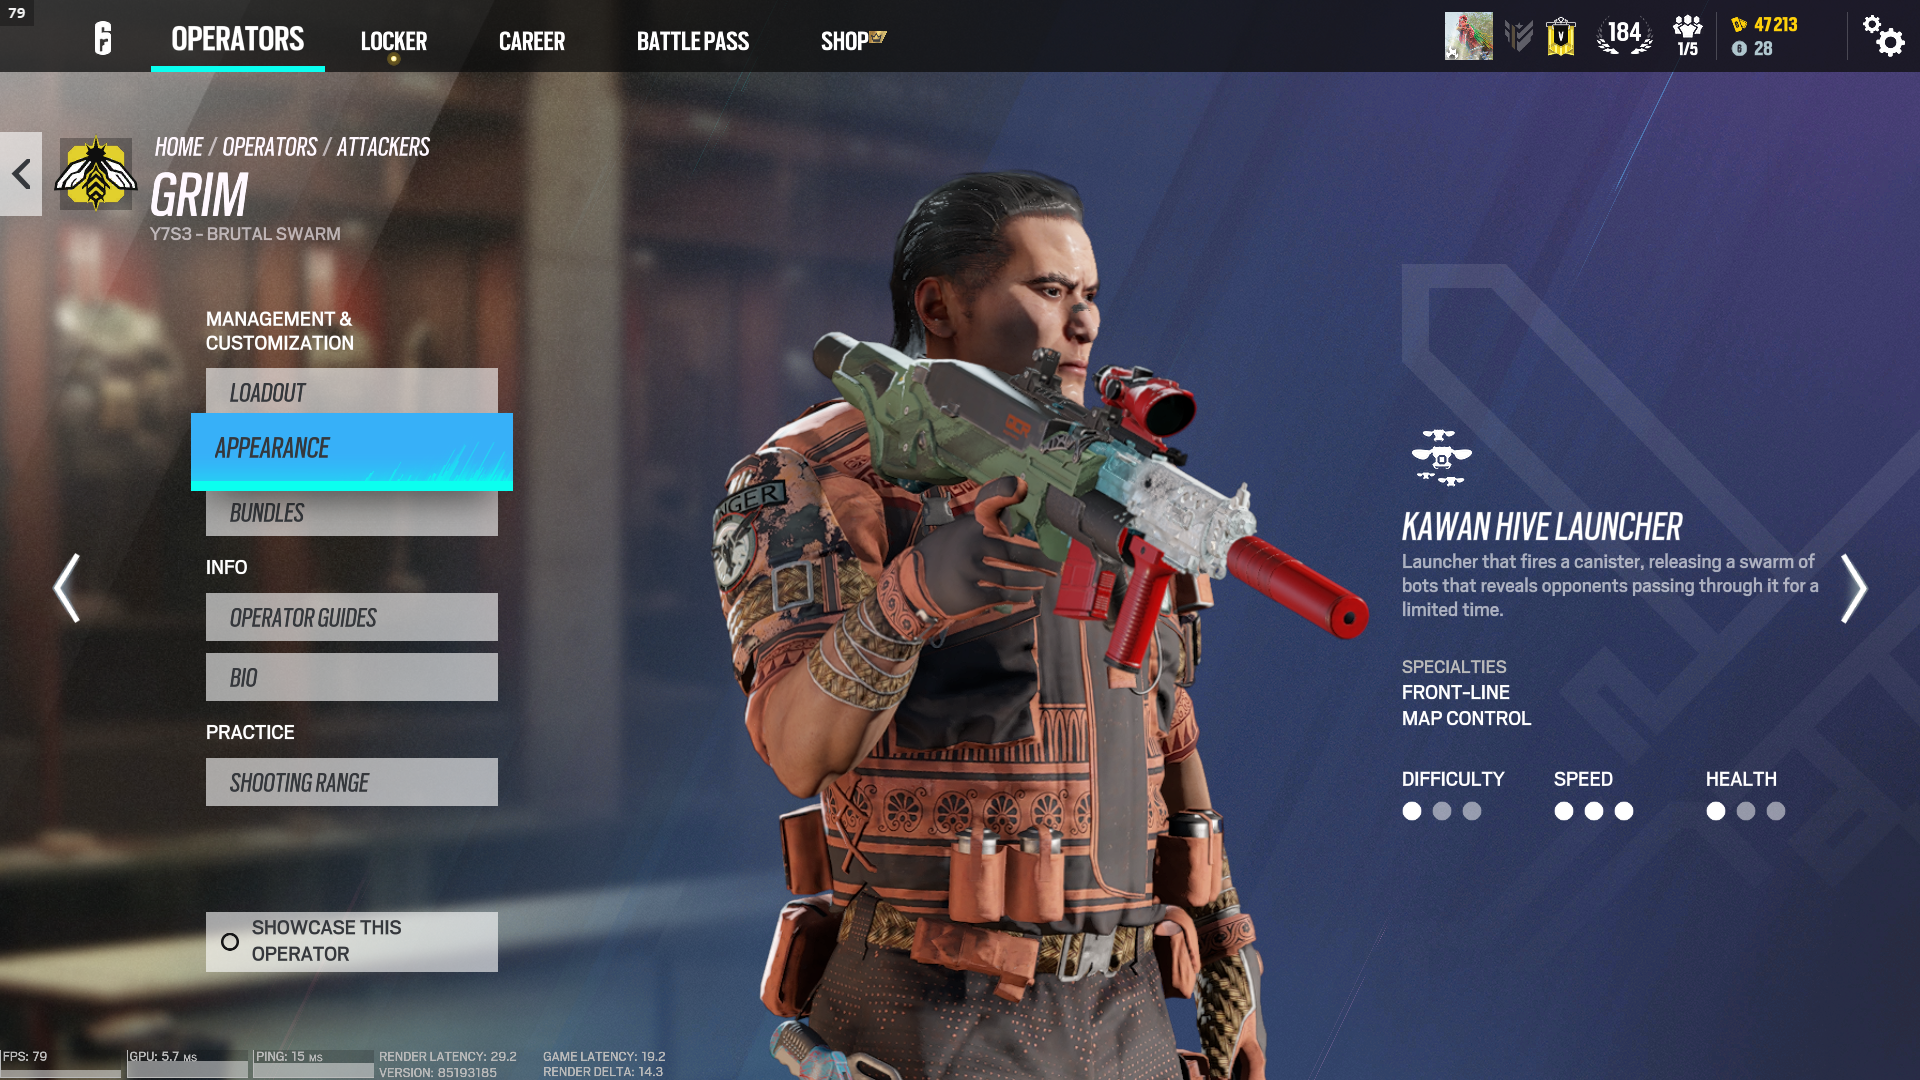 79
OPERATORS
LOCKER
CAREER
BATTLE PASS
SHOP
V
184
1/5
47213
28
HOME / OPERATORS / ATTACKERS
GRIM
Y7S3 - BRUTAL SWARM
MANAGEMENT &
CUSTOMIZATION
LOADOUT
APPEARANCE
BUNDLES
INFO
OPERATOR GUIDES
BIO
PRACTICE
SHOOTING RANGE
SHOWCASE THIS
OPERATOR
NGER
GCR
KAWAN HIVE LAUNCHER
Launcher that fires a canister, releasing a swarm of
bots that reveals opponents passing through it for a
limited time.
SPECIALTIES
FRONT-LINE
MAP CONTROL
DIFFICULTY
SPEED
HEALTH
FPS: 79
GPU: 5.7 MS
PING: 15 MS
RENDER LATENCY: 29.2
VERSION: 85193185
GAME LATENCY: 19.2
RENDER DELTA: 14.3